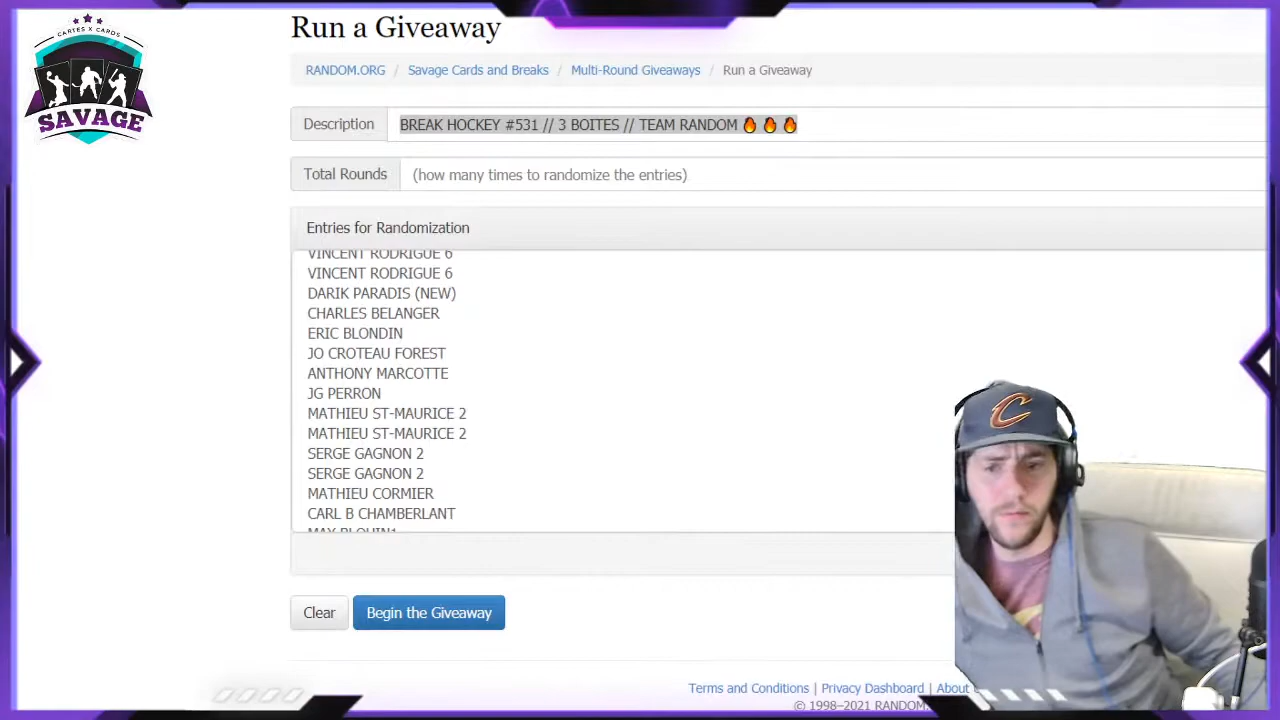 CARTES X CARDS
SAVAGE
Run a Giveaway
RANDOM.ORG / Savage Cards and Breaks / Multi-Round Giveaways / Run a Giveaway
Description BREAK HOCKEY #531 // 3 BOITES // TEAM RANDOM 🔥🔥🔥
Total Rounds (how many times to randomize the entries)
Entries for Randomization
VINCENT RODRIGUE 6
VINCENT RODRIGUE 6
DARIK PARADIS (NEW)
CHARLES BELANGER
ERIC BLONDIN
JO CROTEAU FOREST
ANTHONY MARCOTTE
JG PERRON
MATHIEU ST-MAURICE 2
MATHIEU ST-MAURICE 2
SERGE GAGNON 2
SERGE GAGNON 2
MATHIEU CORMIER
CARL B CHAMBERLANT
C
Clear Begin the Giveaway
Terms and Conditions | Privacy Dashboard | About
© 1998–2021 RANDOM.